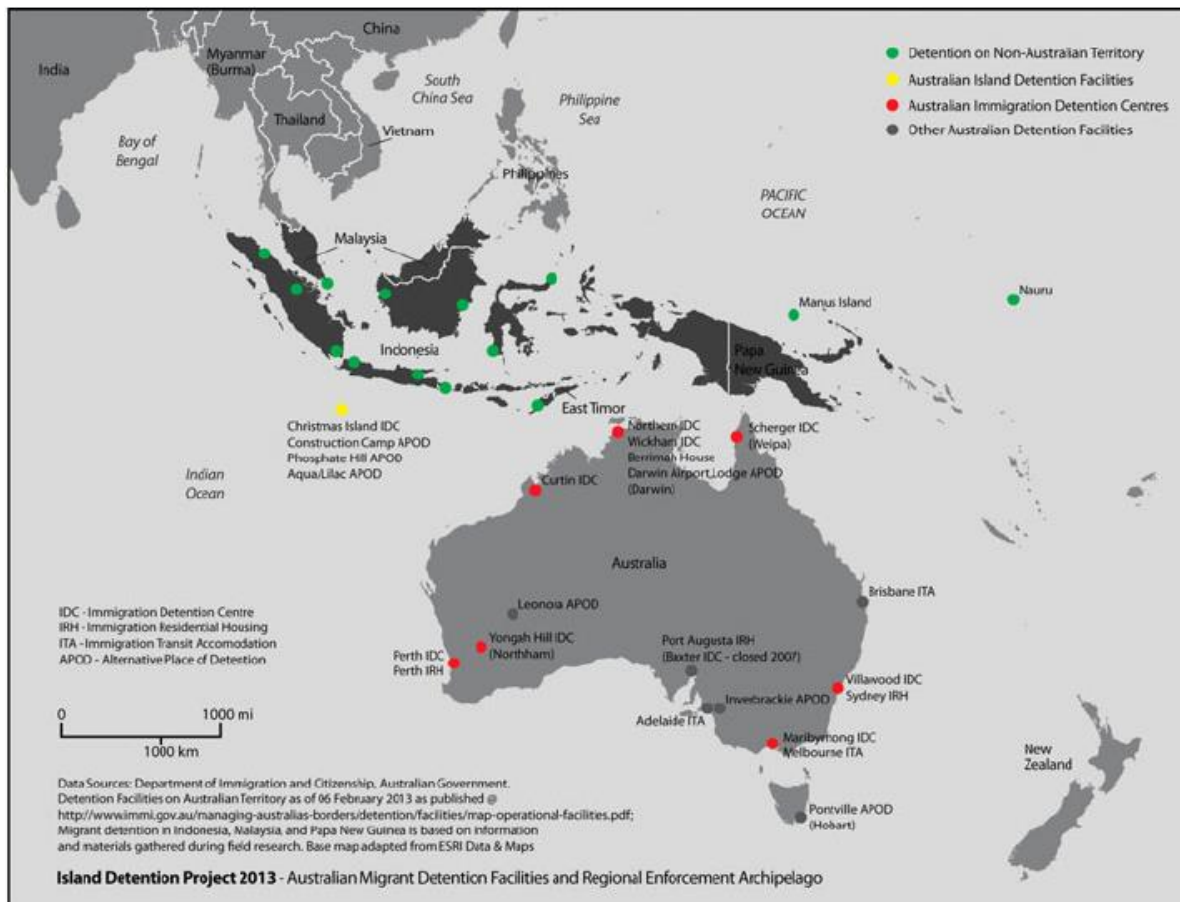 China
India
Myanmar
(Burma)
South
China Sea
Philippine
Sea
Thailand
Vietnam
Bay of
Bengal
Philippines
Detention on Non-Australian Territory
Australian Island Detention Facilities
Australian Immigration Detention Centres
Other Australian Detention Facilities
PACIFIC
OCEAN
Malaysia
Nauru
Manus Island
Indonesia
Papa
New Guinea
East Timor
Christmas Island IDC
Construction Camp APOD
Phosphate Hill APOD
Aqua/Lilac APOD
Northern IDC
Wickham IDC
Berrimah House
Darwin Airport Lodge APOD
(Darwin)
Scherger IDC
(Weipa)
Indian
Ocean
Curtin IDC
Australia
Brisbane ITA
Leonora APOD
IDC - Immigration Detention Centre
IRH - Immigration Residential Housing
ITA - Immigration Transit Accomodation
APOD - Alternative Place of Detention
Yongah Hill IDC
(Northham)
Port Augusta IRH
(Baxter IDC - closed 2007)
Perth IDC
Perth IRH
Villawood IDC
Sydney IRH
Inverbrackie APOD
Adelaide ITA
Maribyrnong IDC
Melbourne ITA
New
Zealand
Pontville APOD
(Hobart)
0 1000 mi
1000 km
Data Sources: Department of Immigration and Citizenship, Australian Government.
Detention Facilities on Australian Territory as of 06 February 2013 as published @
http://www.immi.gov.au/managing-australias-borders/detention/facilities/map-operational-facilities.pdf;
Migrant detention in Indonesia, Malaysia, and Papua New Guinea is based on information
and materials gathered during field research. Base map adapted from ESRI Data & Maps
Island Detention Project 2013 - Australian Migrant Detention Facilities and Regional Enforcement Archipelago